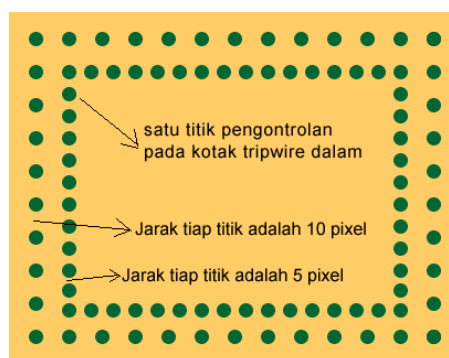 satu titik pengontrolan
pada kotak tripwire dalam
Jarak tiap titik adalah 10 pixel
Jarak tiap titik adalah 5 pixel